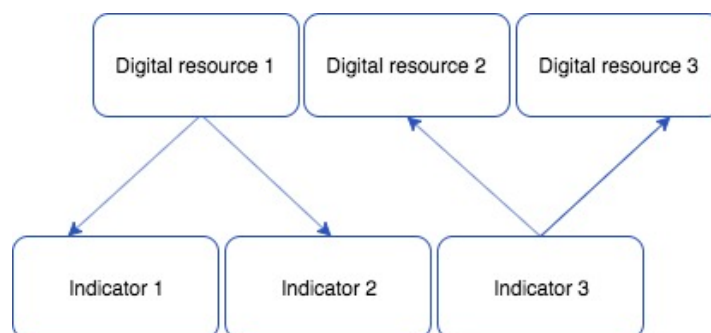 Digital resource 1
Digital resource 2
Digital resource 3
Indicator 1
Indicator 2
Indicator 3